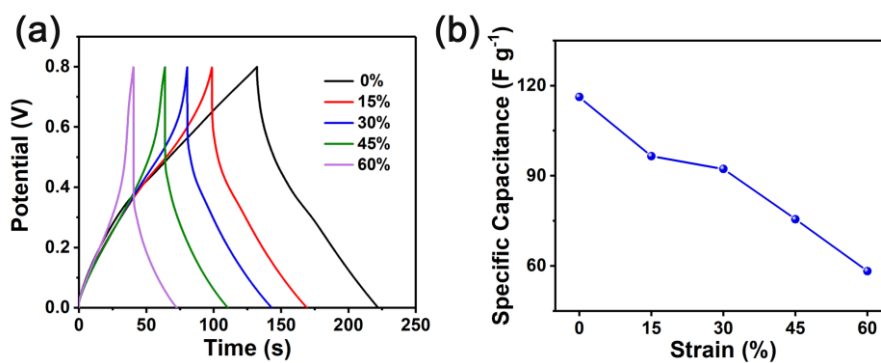 (a)
Potential (V)
0.8
0.6
0.4
0.2
0.0
0 50 100 150 200 250
Time (s)
0%
15%
30%
45%
60%
(b)
Specific Capacitance (F g⁻¹)
120
90
60
0 15 30 45 60
Strain (%)